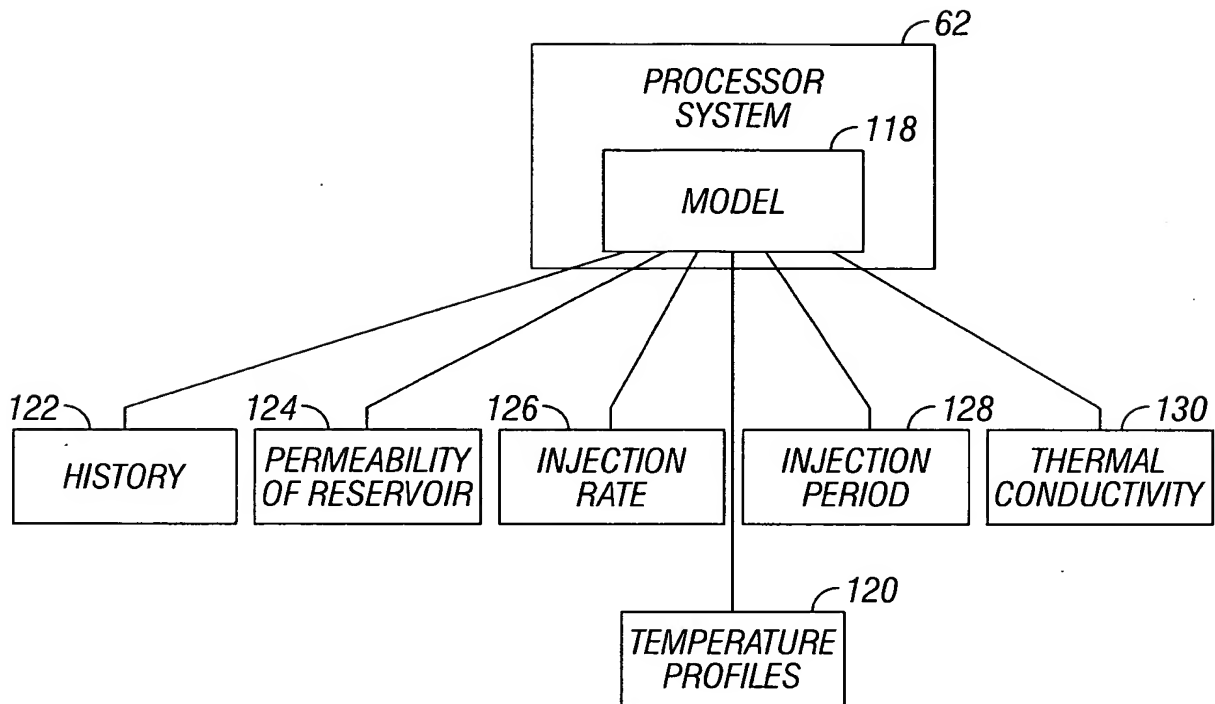 62
PROCESSOR
SYSTEM
118
MODEL
122
HISTORY
124
PERMEABILITY
OF RESERVOIR
126
INJECTION
RATE
128
INJECTION
PERIOD
130
THERMAL
CONDUCTIVITY
120
TEMPERATURE
PROFILES